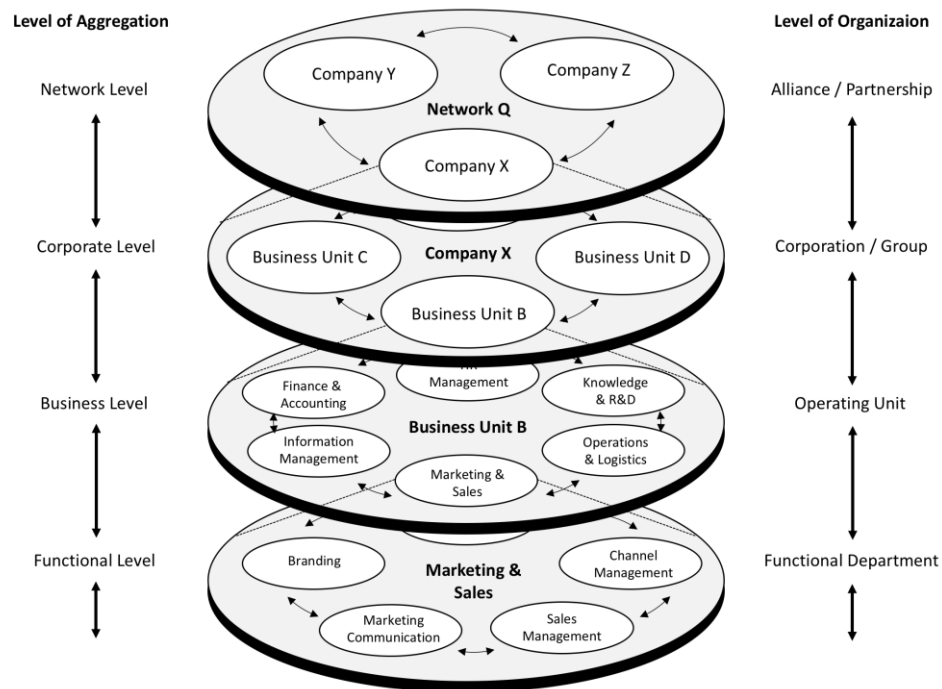 Level of Aggregation
Level of Organizaion
Company Y
Company Z
Network Level
Alliance / Partnership
Network Q
Company X
Corporate Level
Corporation / Group
Business Unit C
Company X
Business Unit D
Business Unit B
Management
Finance &
Accounting
Knowledge
& R&D
Business Level
Operating Unit
Business Unit B
Information
Management
Operations
& Logistics
Marketing &
Sales
Functional Level
Functional Department
Branding
Channel
Management
Marketing &
Sales
Marketing
Communication
Sales
Management